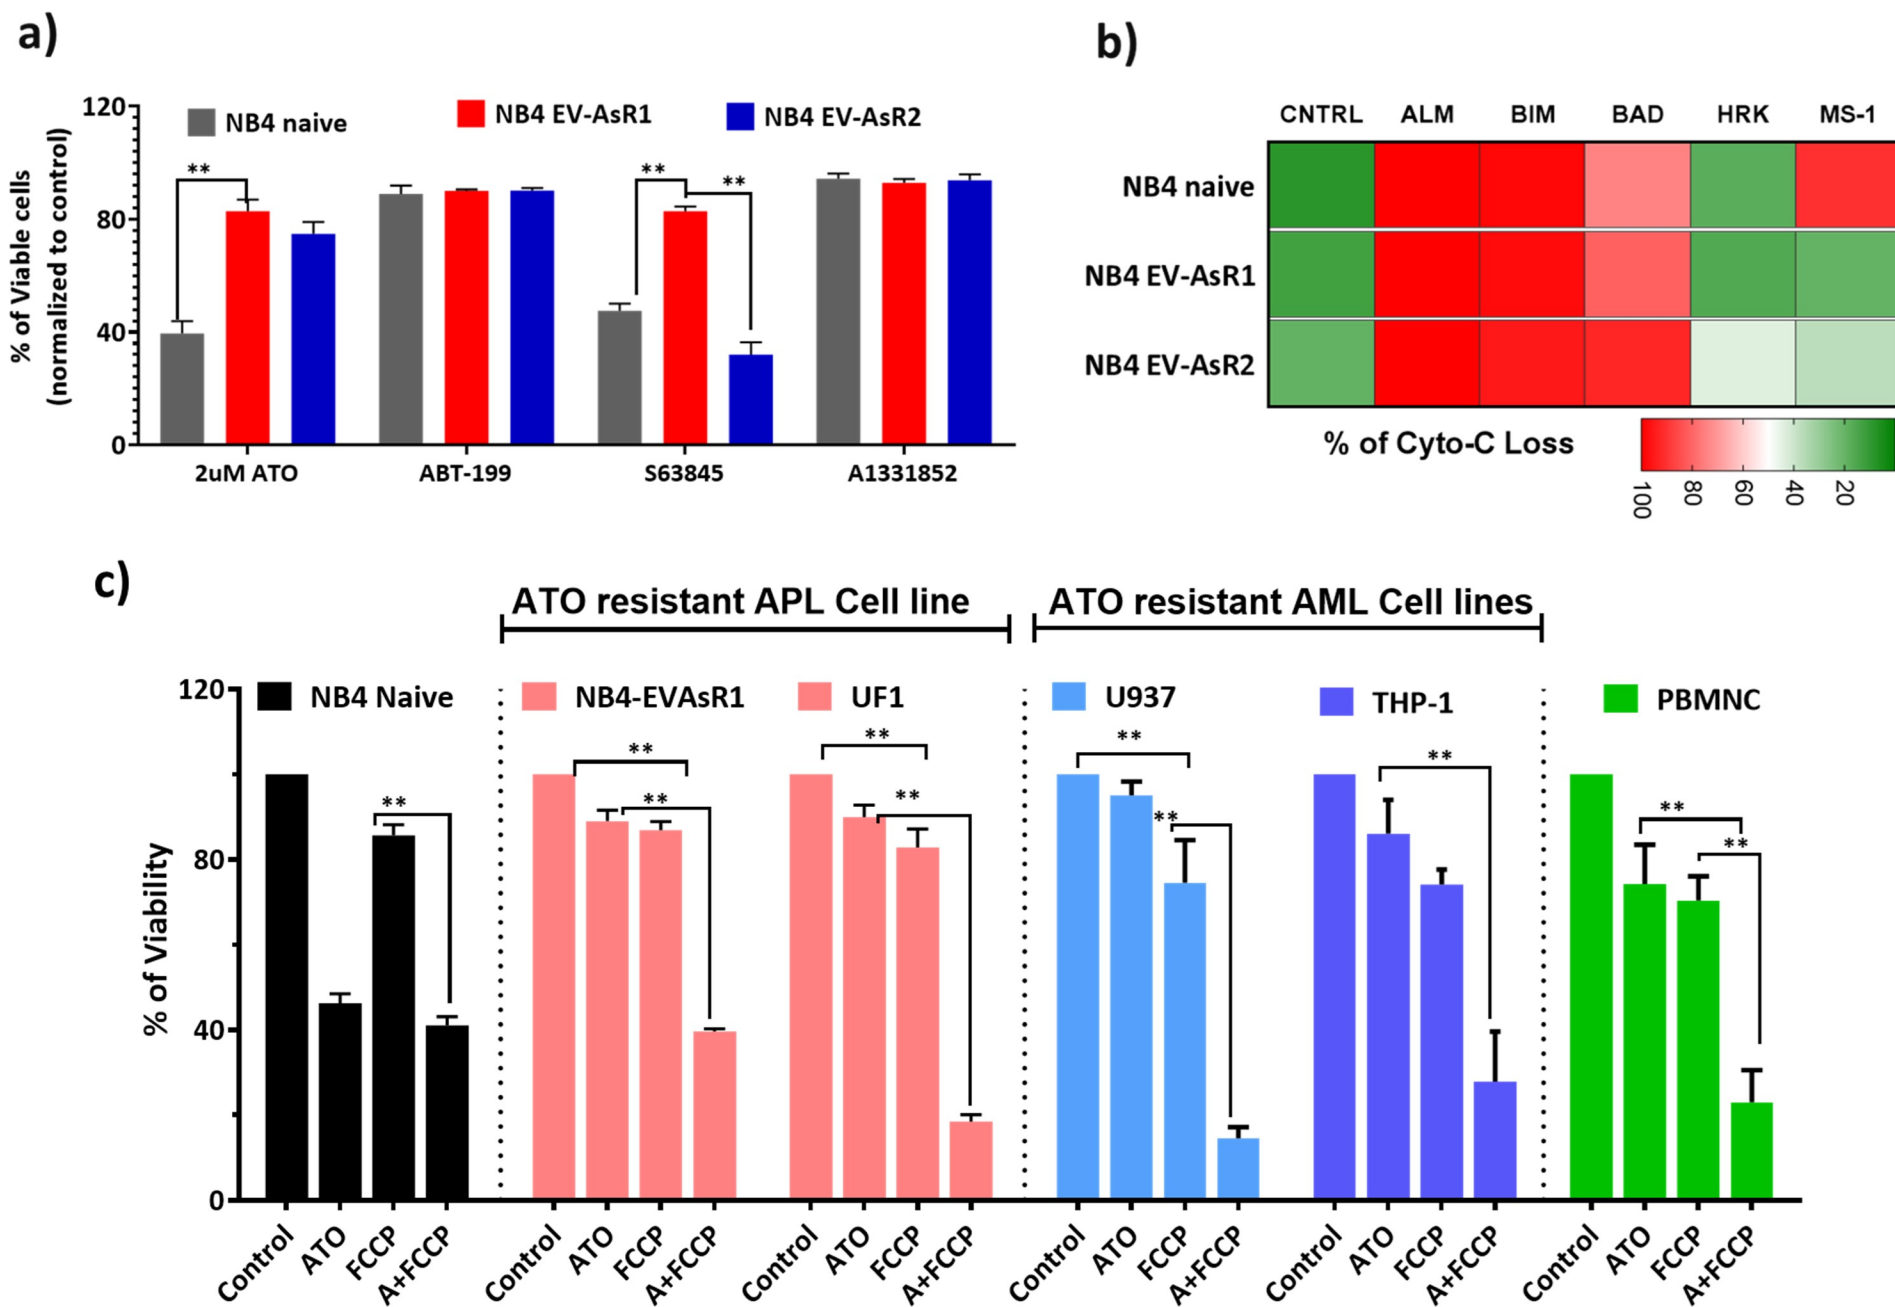 a)
120
80
40
0
% of Viable cells
(normalized to control)
NB4 naive
NB4 EV-AsR1
NB4 EV-AsR2
**
**
**
2uM ATO
ABT-199
S63845
A1331852
b)
CNTRL ALM BIM BAD HRK MS-1
NB4 naive
NB4 EV-AsR1
NB4 EV-AsR2
% of Cyto-C Loss
100 80 60 40 20
c)
ATO resistant APL Cell line
ATO resistant AML Cell lines
120
80
40
0
% of Viability
NB4 Naive
NB4-EVAsR1
UF1
U937
THP-1
PBMNC
**
**
**
**
**
**
**
**
**
**
Control ATO FCCP A+FCCP
Control ATO FCCP A+FCCP
Control ATO FCCP A+FCCP
Control ATO FCCP A+FCCP
Control ATO FCCP A+FCCP
Control ATO FCCP A+FCCP